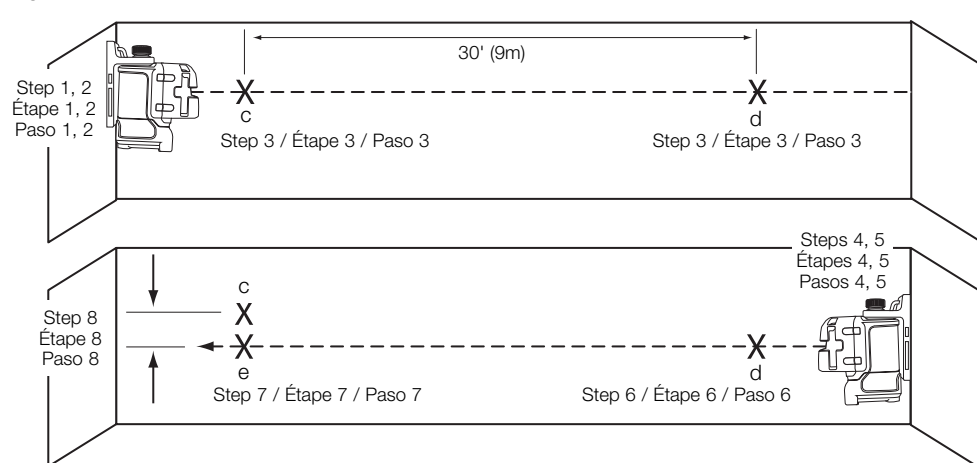 30' (9m)
Step 1, 2
Étape 1, 2
Paso 1, 2
c
d
Step 3 / Étape 3 / Paso 3
Step 3 / Étape 3 / Paso 3
Steps 4, 5
Étapes 4, 5
Pasos 4, 5
c
Step 8
Étape 8
Paso 8
e
d
Step 7 / Étape 7 / Paso 7
Step 6 / Étape 6 / Paso 6